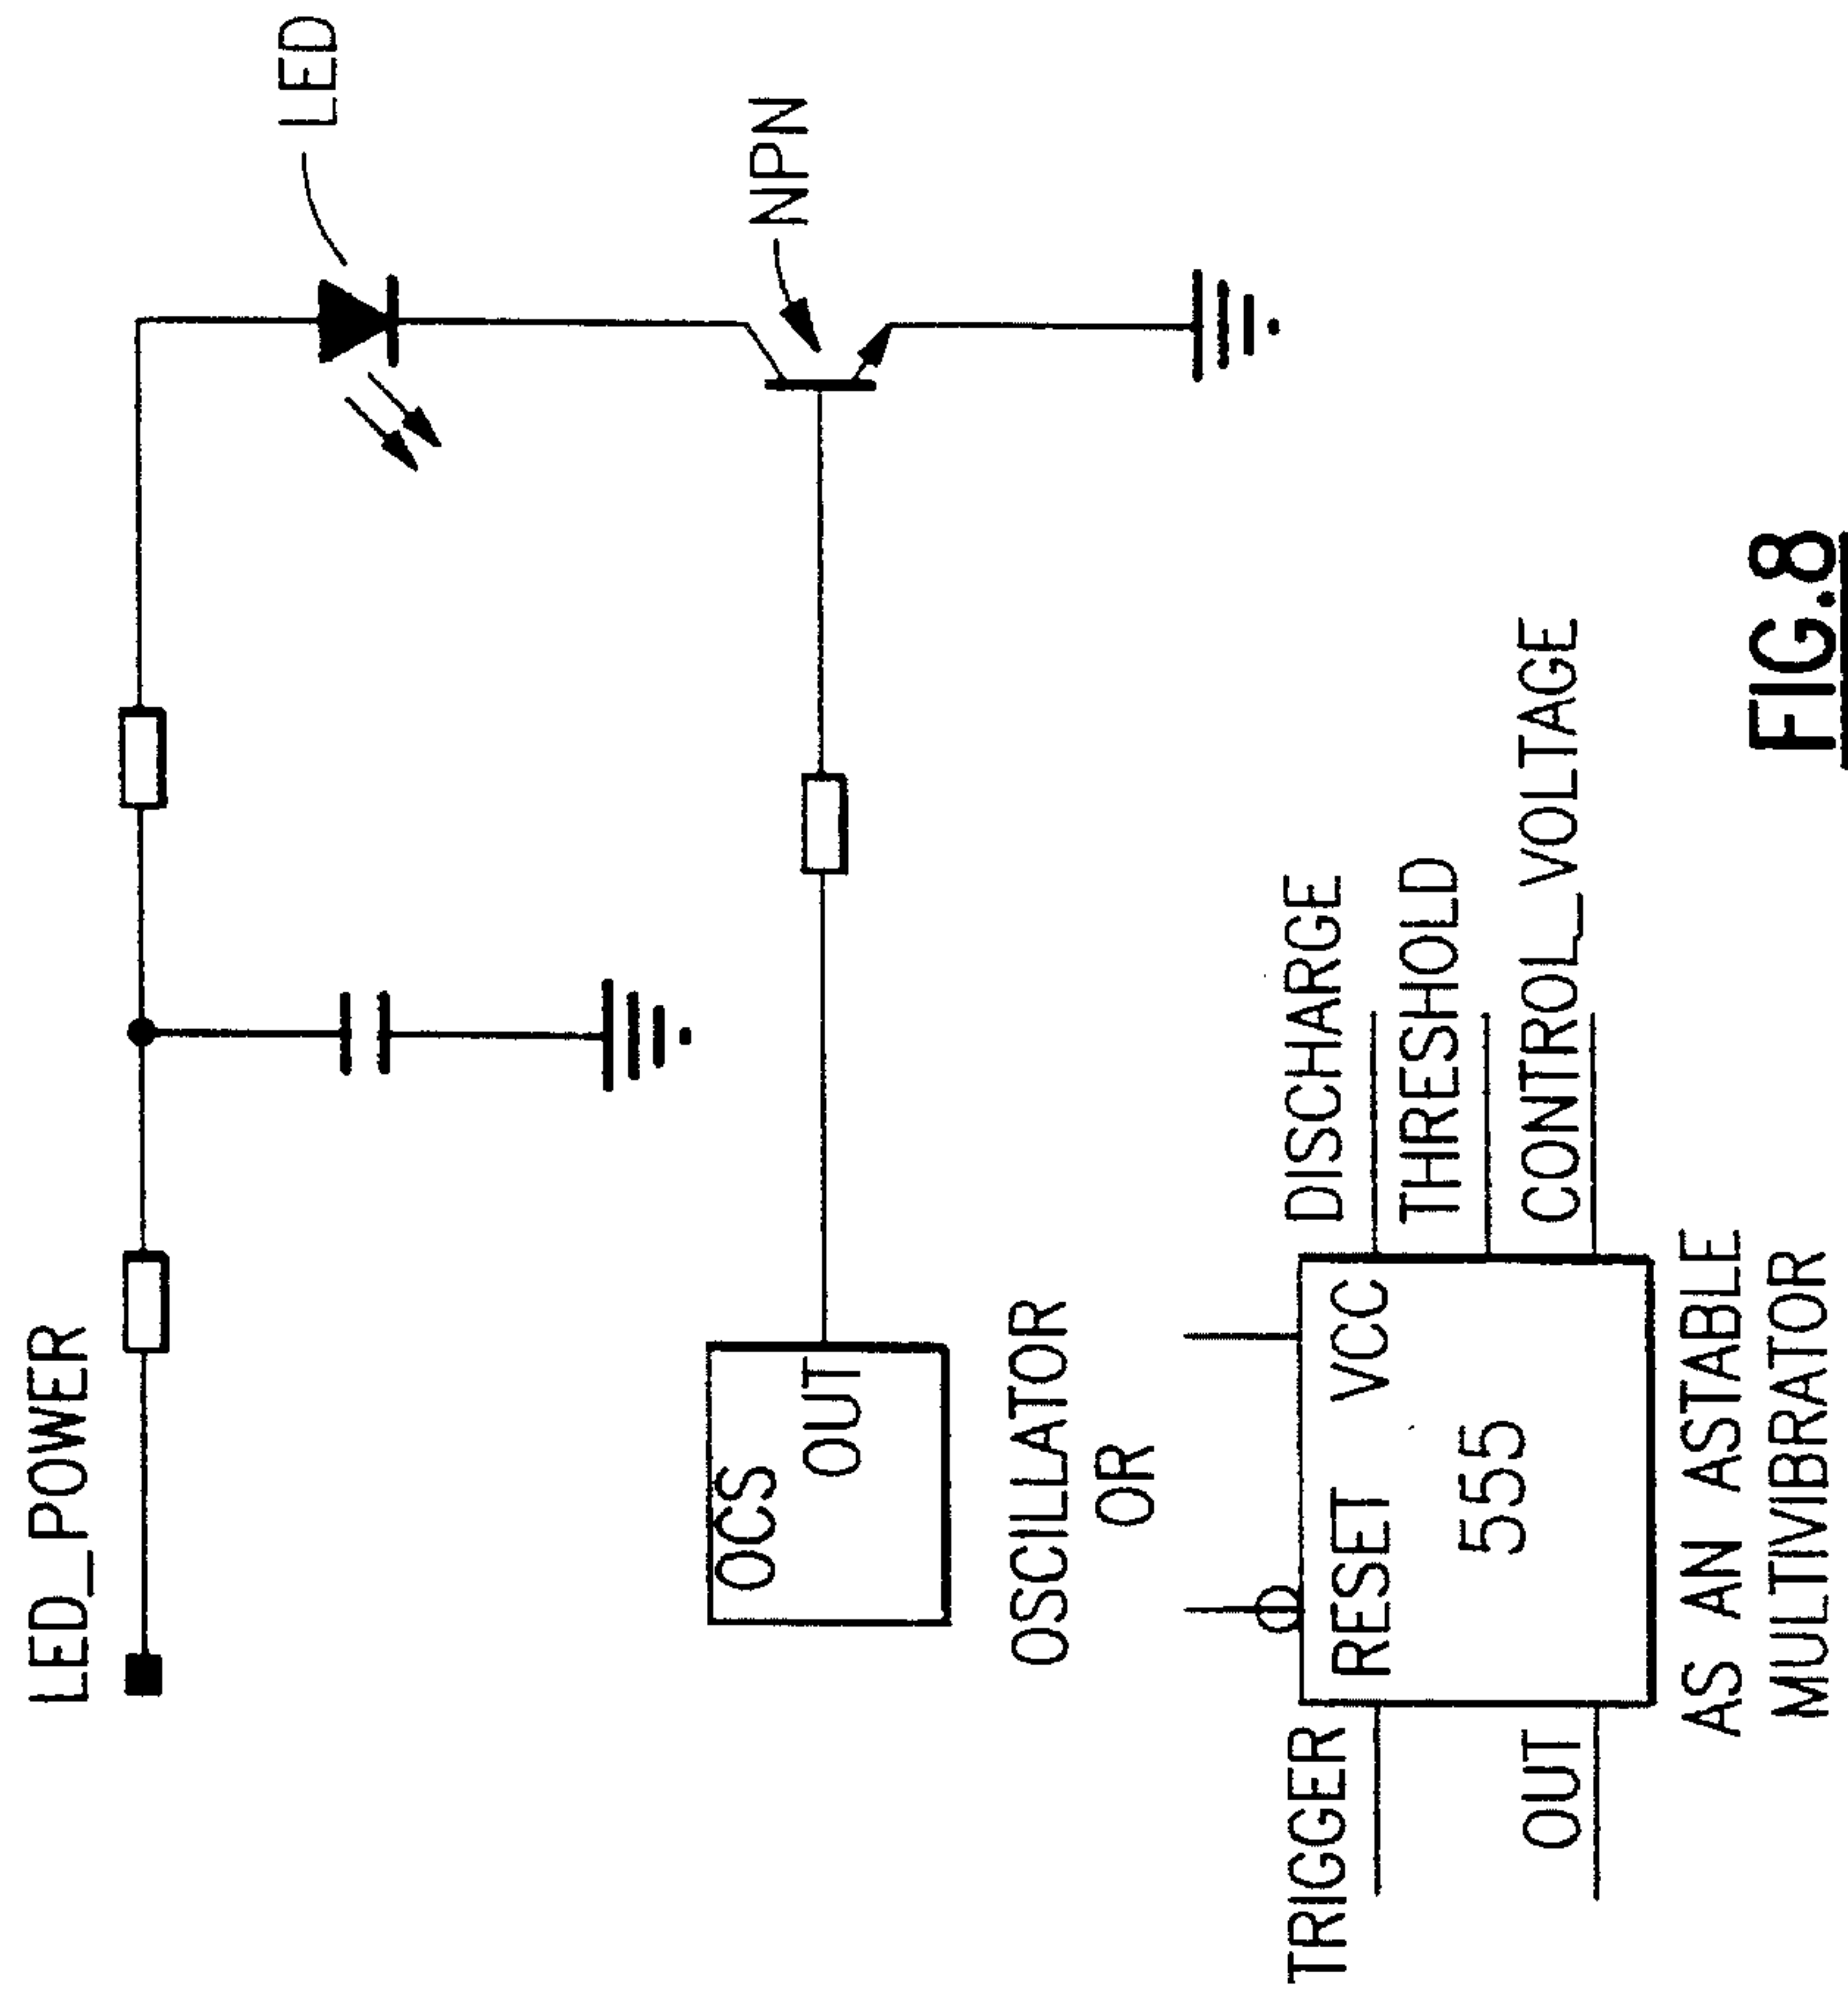 LED_POWER
LED
NPN
OCS
OUT
OSCILLATOR
OR
TRIGGER
RESET VCC
DISCHARGE
THRESHOLD
555
OUT
CONTROL_VOLTAGE
AS AN ASTABLE
MULTIVIBRATOR
FIG.8